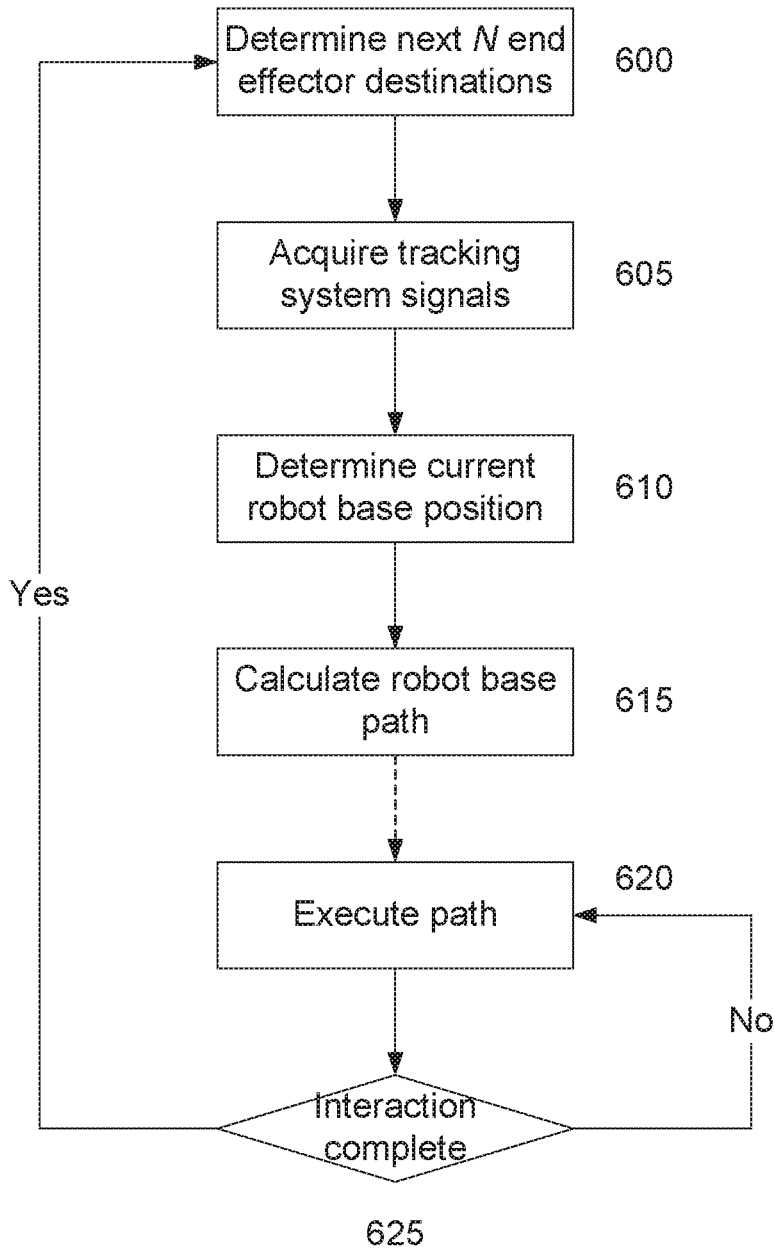 Determine next N end
effector destinations
600
Acquire tracking
system signals
605
Determine current
robot base position
610
Yes
Calculate robot base
path
615
620
Execute path
No
Interaction
complete
625